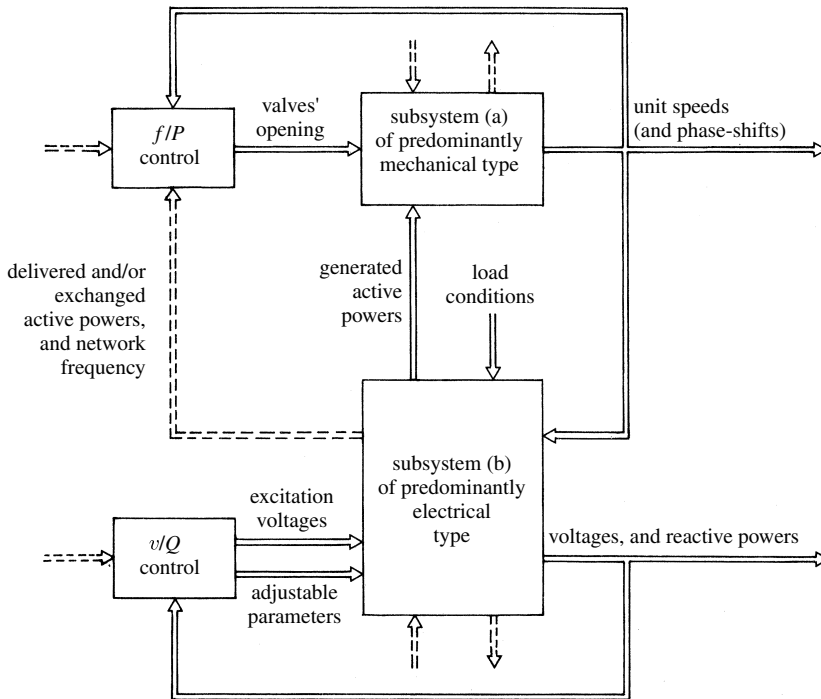 f/P
control
valves'
opening
subsystem (a)
of predominantly
mechanical type
unit speeds
(and phase-shifts)
delivered and/or
exchanged
active powers,
and network
frequency
generated
active
powers
load
conditions
subsystem (b)
of predominantly
electrical
type
v/Q
control
excitation
voltages
adjustable
parameters
voltages, and reactive powers